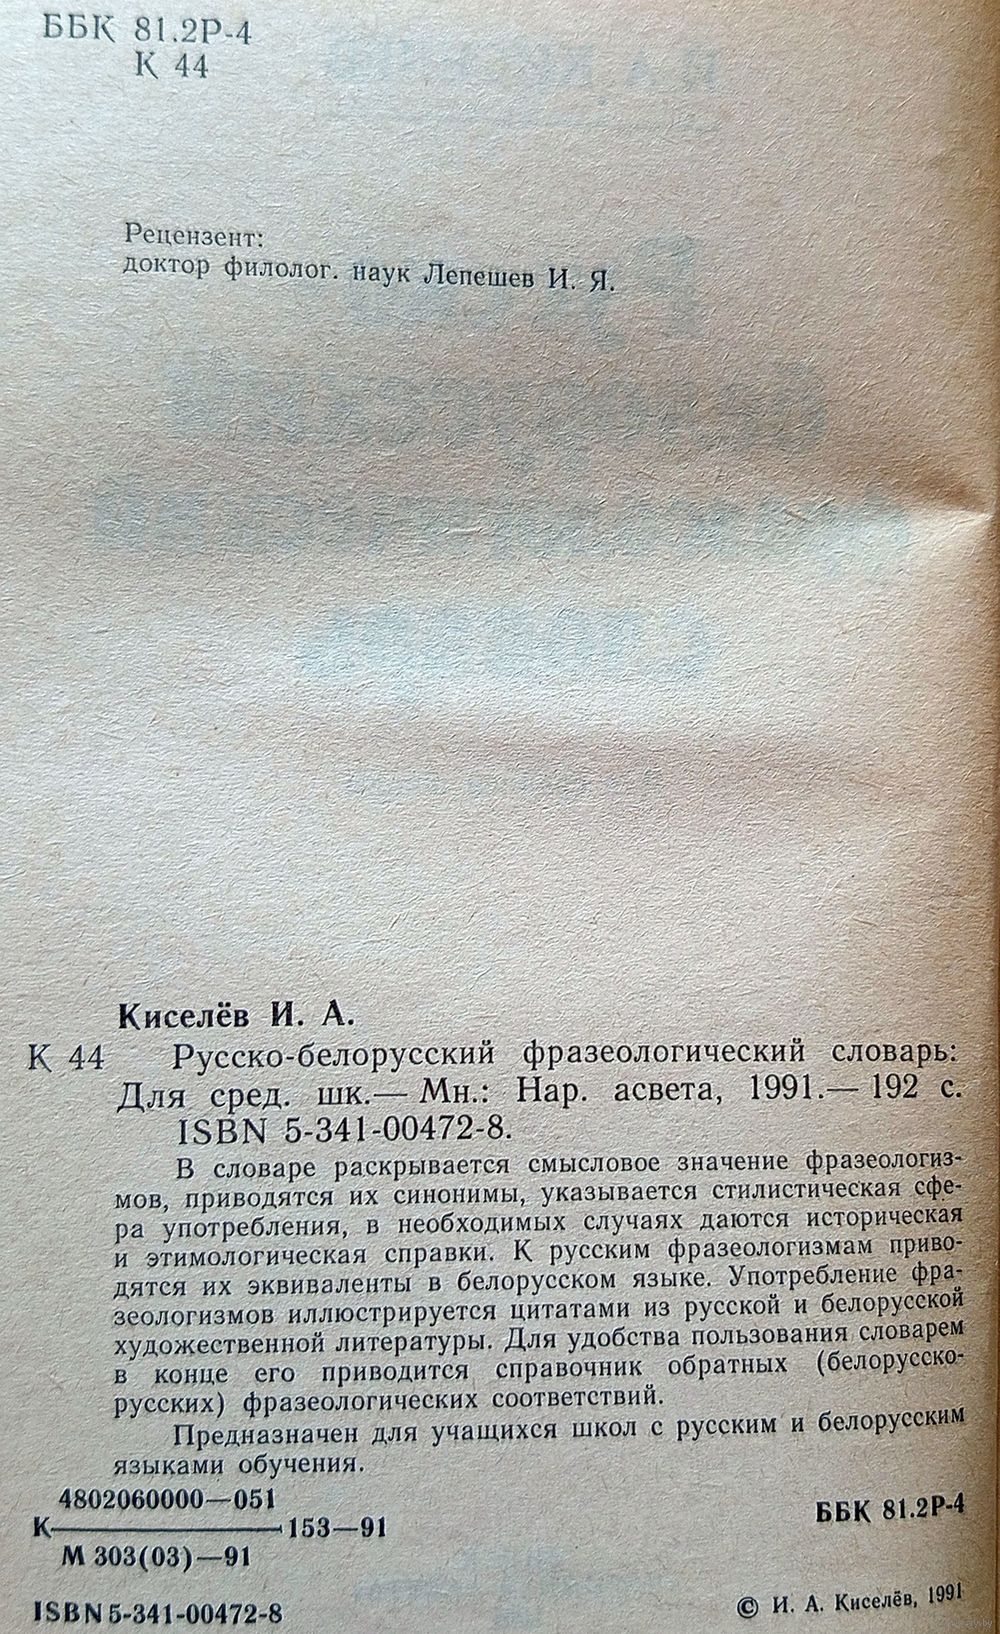 ББК 81.2Р-4
К 44
Рецензент:
доктор филолог. наук Лепешев И. Я.
Киселёв И. А.
К 44 Русско-белорусский фразеологический словарь:
Для сред. шк.— Мн.: Нар. асвета, 1991.— 192 с.
ISBN 5-341-00472-8.
В словаре раскрывается смысловое значение фразеологиз-
мов, приводятся их синонимы, указывается стилистическая сфе-
ра употребления, в необходимых случаях даются историческая
и этимологическая справки. К русским фразеологизмам приво-
дятся их эквиваленты в белорусском языке. Употребление фра-
зеологизмов иллюстрируется цитатами из русской и белорусской
художественной литературы. Для удобства пользования словарем
в конце его приводится справочник обратных (белорусско-
русских) фразеологических соответствий.
Предназначен для учащихся школ с русским и белорусским
языками обучения.
4802060000—051
К 153—91
М 303(03)—91
ББК 81.2Р-4
ISBN 5-341-00472-8
© И. А. Киселёв, 1991